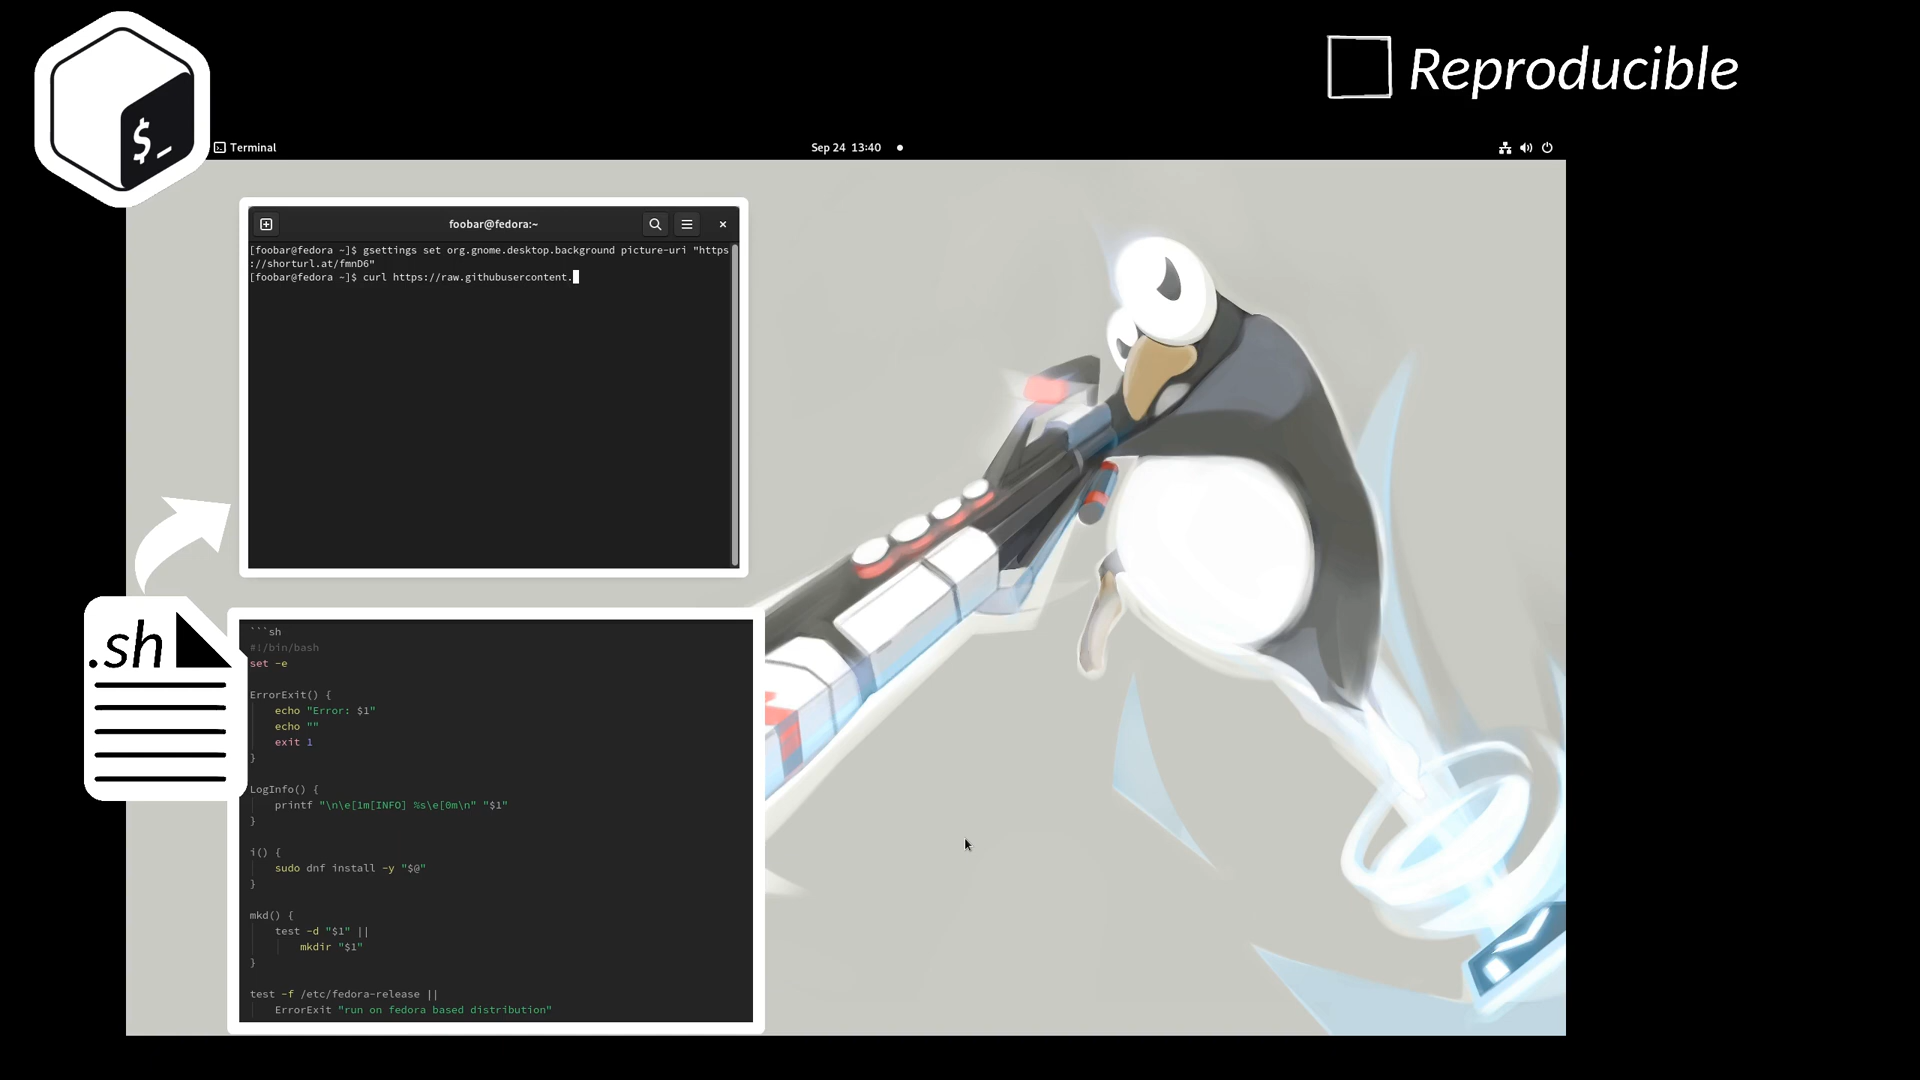 $_
Reproducible
Terminal
Sep 24 13:40
foobar@fedora:~
[foobar@fedora ~]$ gsettings set org.gnome.desktop.background picture-uri "https
://shorturl.at/fmnD6"
[foobar@fedora ~]$ curl https://raw.githubusercontent.
.sh
```sh
#!/bin/bash
set -e
ErrorExit() {
    echo "Error: $1"
    echo ""
    exit 1
}
LogInfo() {
    printf "\n\e[1m[INFO] %s\e[0m\n" "$1"
}
i() {
    sudo dnf install -y "$@"
}
mkd() {
    test -d "$1" ||
        mkdir "$1"
}
test -f /etc/fedora-release ||
    ErrorExit "run on fedora based distribution"